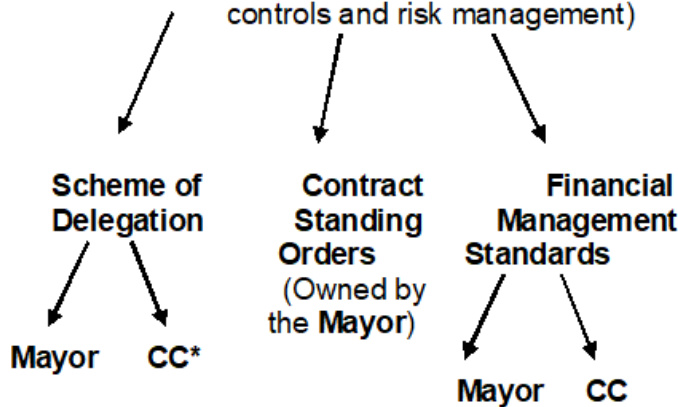 controls and risk management)
Scheme of
Delegation
Mayor CC*
Contract
Standing
Orders
(Owned by
the Mayor)
Financial
Management
Standards
Mayor CC